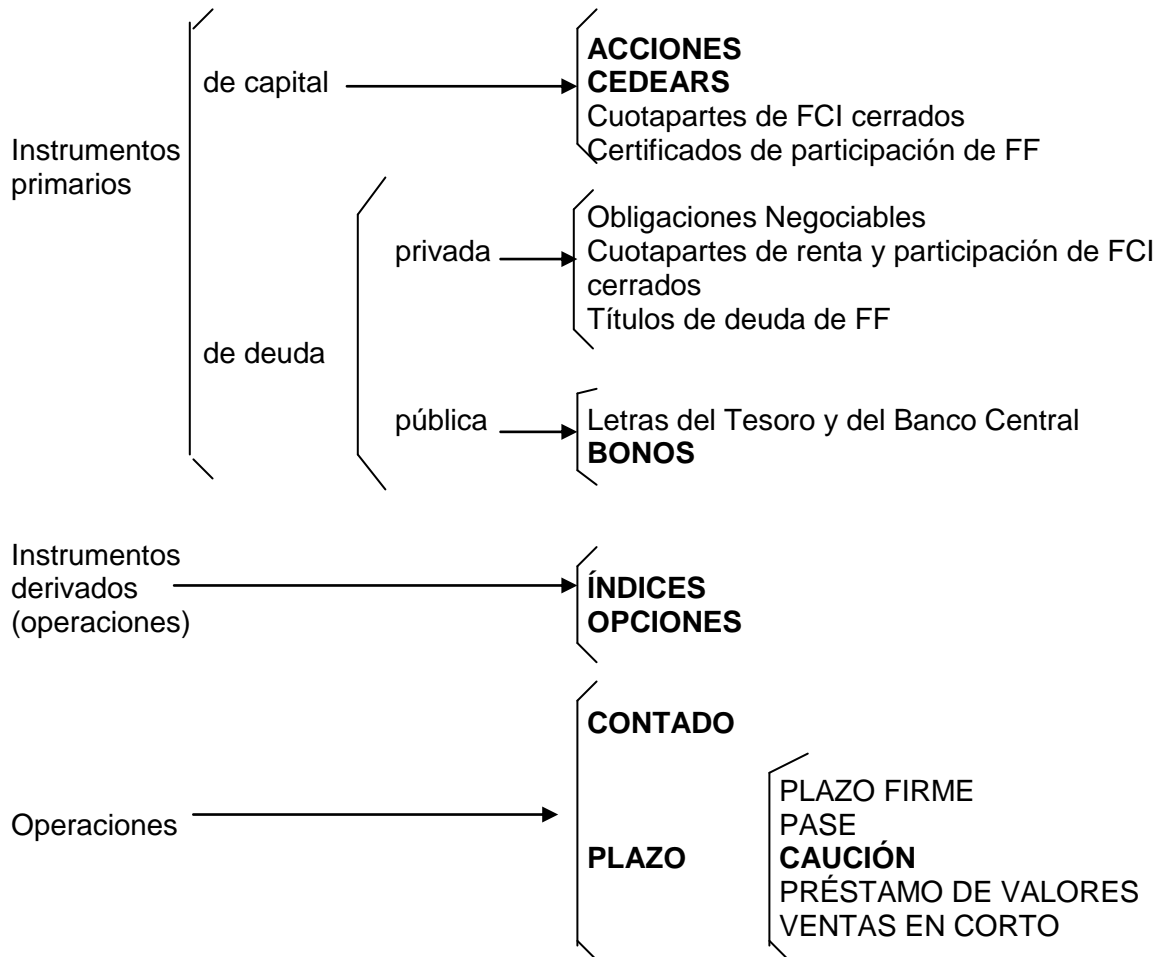 Instrumentos
primarios
de capital
ACCIONES
CEDEARS
Cuotapartes de FCI cerrados
Certificados de participación de FF
de deuda
privada
Obligaciones Negociables
Cuotapartes de renta y participación de FCI
cerrados
Títulos de deuda de FF
pública
Letras del Tesoro y del Banco Central
BONOS
Instrumentos
derivados
(operaciones)
ÍNDICES
OPCIONES
Operaciones
CONTADO
PLAZO
PLAZO FIRME
PASE
CAUCIÓN
PRÉSTAMO DE VALORES
VENTAS EN CORTO